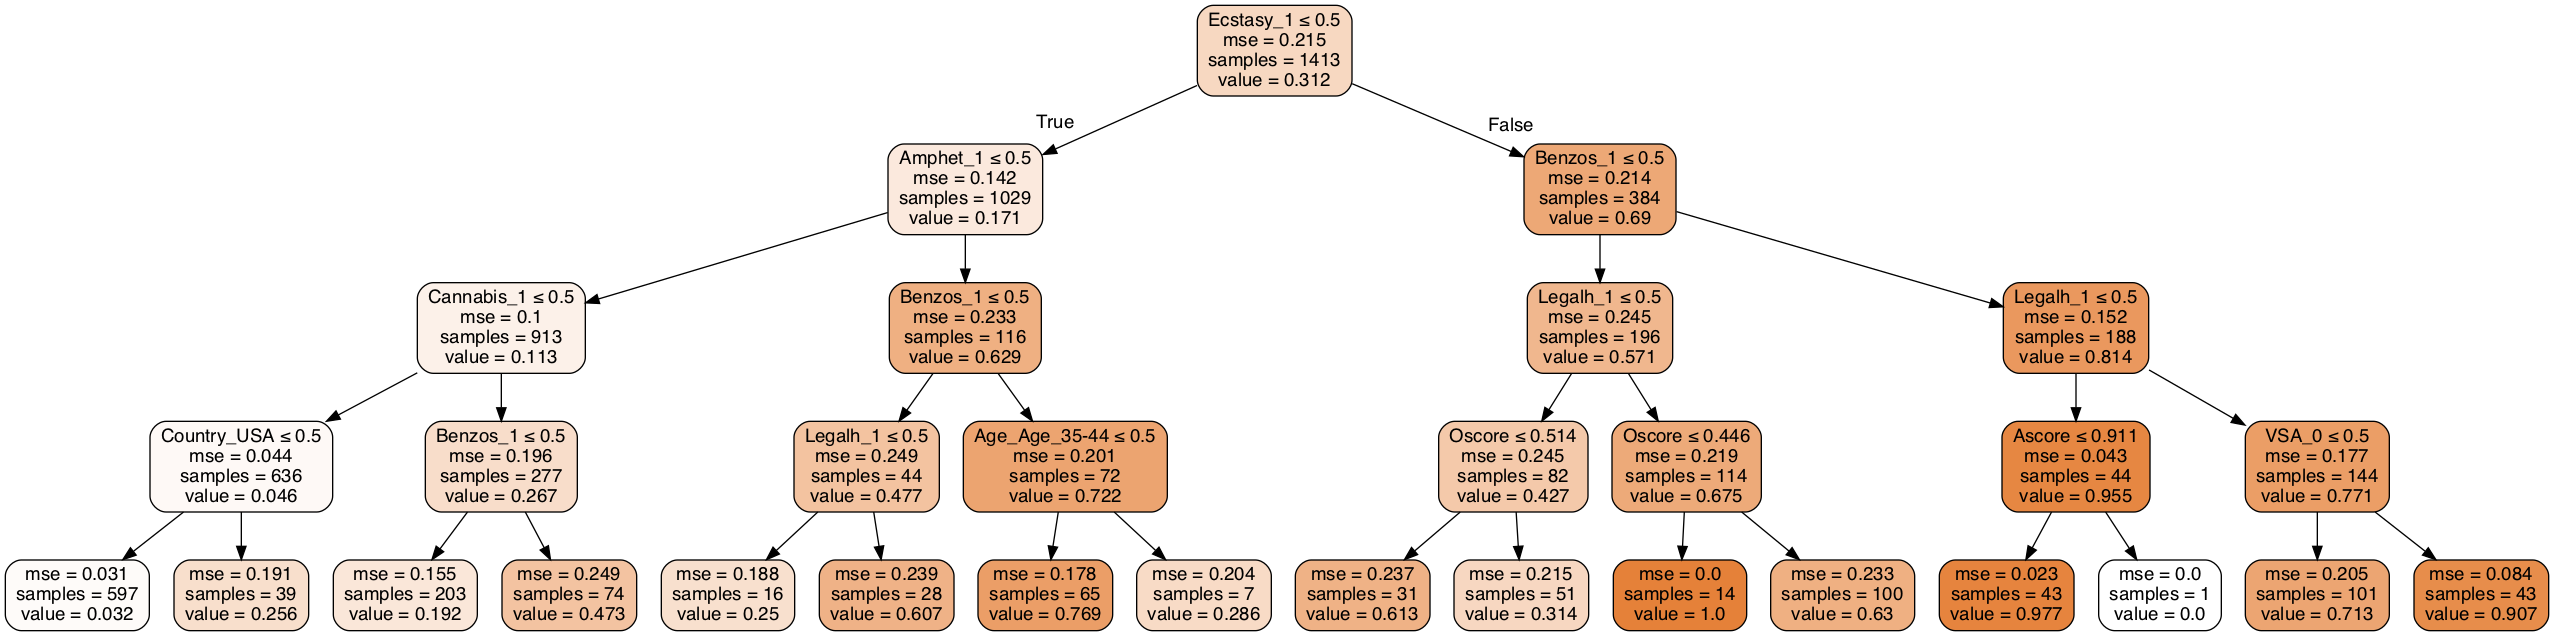 Ecstasy_1 ≤ 0.5
mse = 0.215
samples = 1413
value = 0.312
True
False
Amphet_1 ≤ 0.5
mse = 0.142
samples = 1029
value = 0.171
Benzos_1 ≤ 0.5
mse = 0.214
samples = 384
value = 0.69
Cannabis_1 ≤ 0.5
mse = 0.1
samples = 913
value = 0.113
Benzos_1 ≤ 0.5
mse = 0.233
samples = 116
value = 0.629
Legalh_1 ≤ 0.5
mse = 0.245
samples = 196
value = 0.571
Legalh_1 ≤ 0.5
mse = 0.152
samples = 188
value = 0.814
Country_USA ≤ 0.5
mse = 0.044
samples = 636
value = 0.046
Benzos_1 ≤ 0.5
mse = 0.196
samples = 277
value = 0.267
Legalh_1 ≤ 0.5
mse = 0.249
samples = 44
value = 0.477
Age_Age_35-44 ≤ 0.5
mse = 0.201
samples = 72
value = 0.722
Oscore ≤ 0.514
mse = 0.245
samples = 82
value = 0.427
Oscore ≤ 0.446
mse = 0.219
samples = 114
value = 0.675
Ascore ≤ 0.911
mse = 0.043
samples = 44
value = 0.955
VSA_0 ≤ 0.5
mse = 0.177
samples = 144
value = 0.771
mse = 0.031
samples = 597
value = 0.032
mse = 0.191
samples = 39
value = 0.256
mse = 0.155
samples = 203
value = 0.192
mse = 0.249
samples = 74
value = 0.473
mse = 0.188
samples = 16
value = 0.25
mse = 0.239
samples = 28
value = 0.607
mse = 0.178
samples = 65
value = 0.769
mse = 0.204
samples = 7
value = 0.286
mse = 0.237
samples = 31
value = 0.613
mse = 0.215
samples = 51
value = 0.314
mse = 0.0
samples = 14
value = 1.0
mse = 0.233
samples = 100
value = 0.63
mse = 0.023
samples = 43
value = 0.977
mse = 0.0
samples = 1
value = 0.0
mse = 0.205
samples = 101
value = 0.713
mse = 0.084
samples = 43
value = 0.907